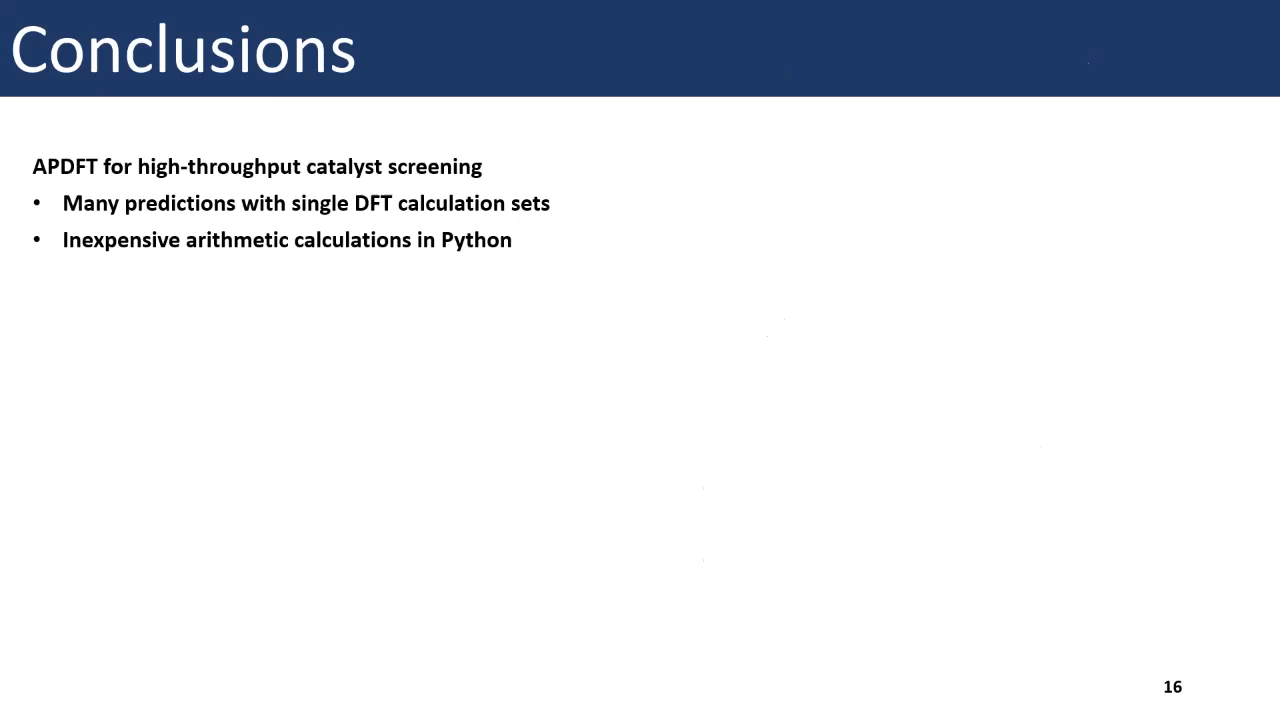 Conclusions
APDFT for high-throughput catalyst screening
• Many predictions with single DFT calculation sets
• Inexpensive arithmetic calculations in Python
16